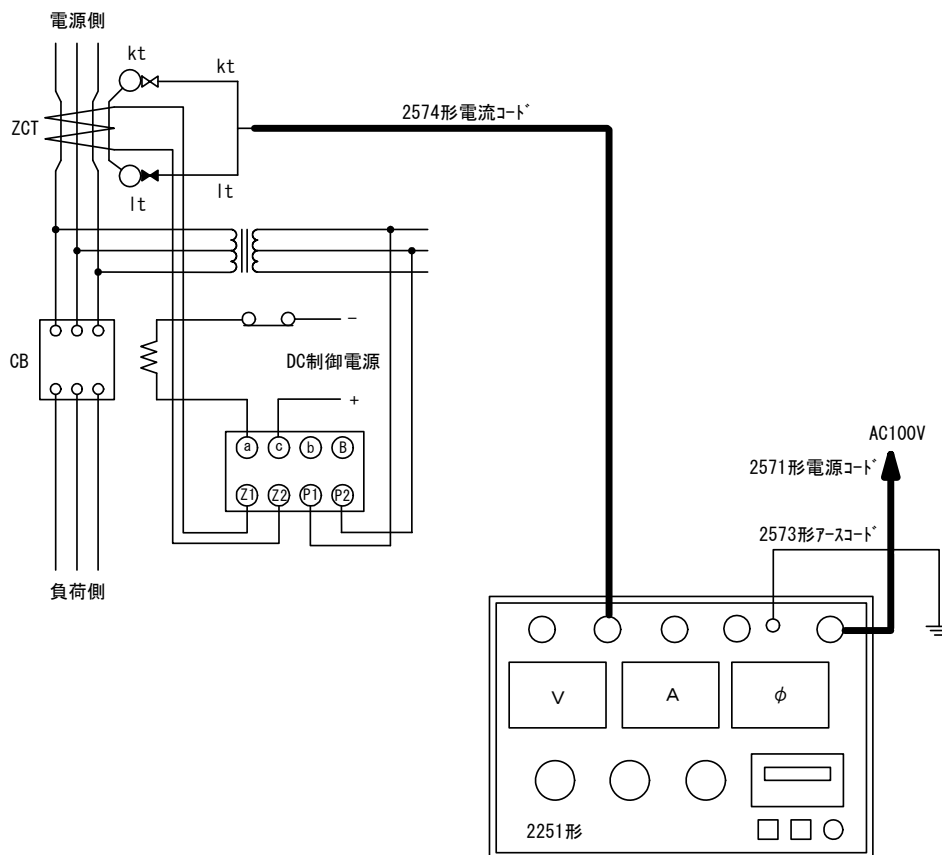 電源側
kt
kt
2574形電流ｺｰﾄﾞ
ZCT
lt
lt
−
CB
DC制御電源
+
a c b B
Z1 Z2 P1 P2
AC100V
2571形電源ｺｰﾄﾞ
2573形ｱｰｽｺｰﾄﾞ
負荷側
V A φ
2251形